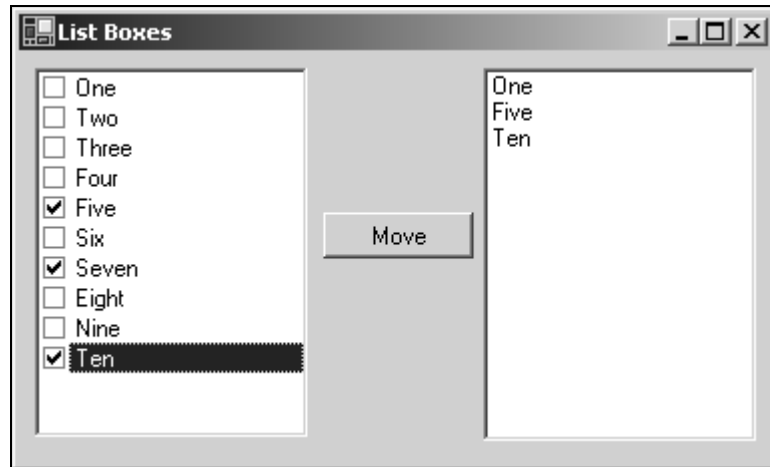 List Boxes
One
Two
Three
Four
Five
Six
Seven
Eight
Nine
Ten
Move
One
Five
Ten